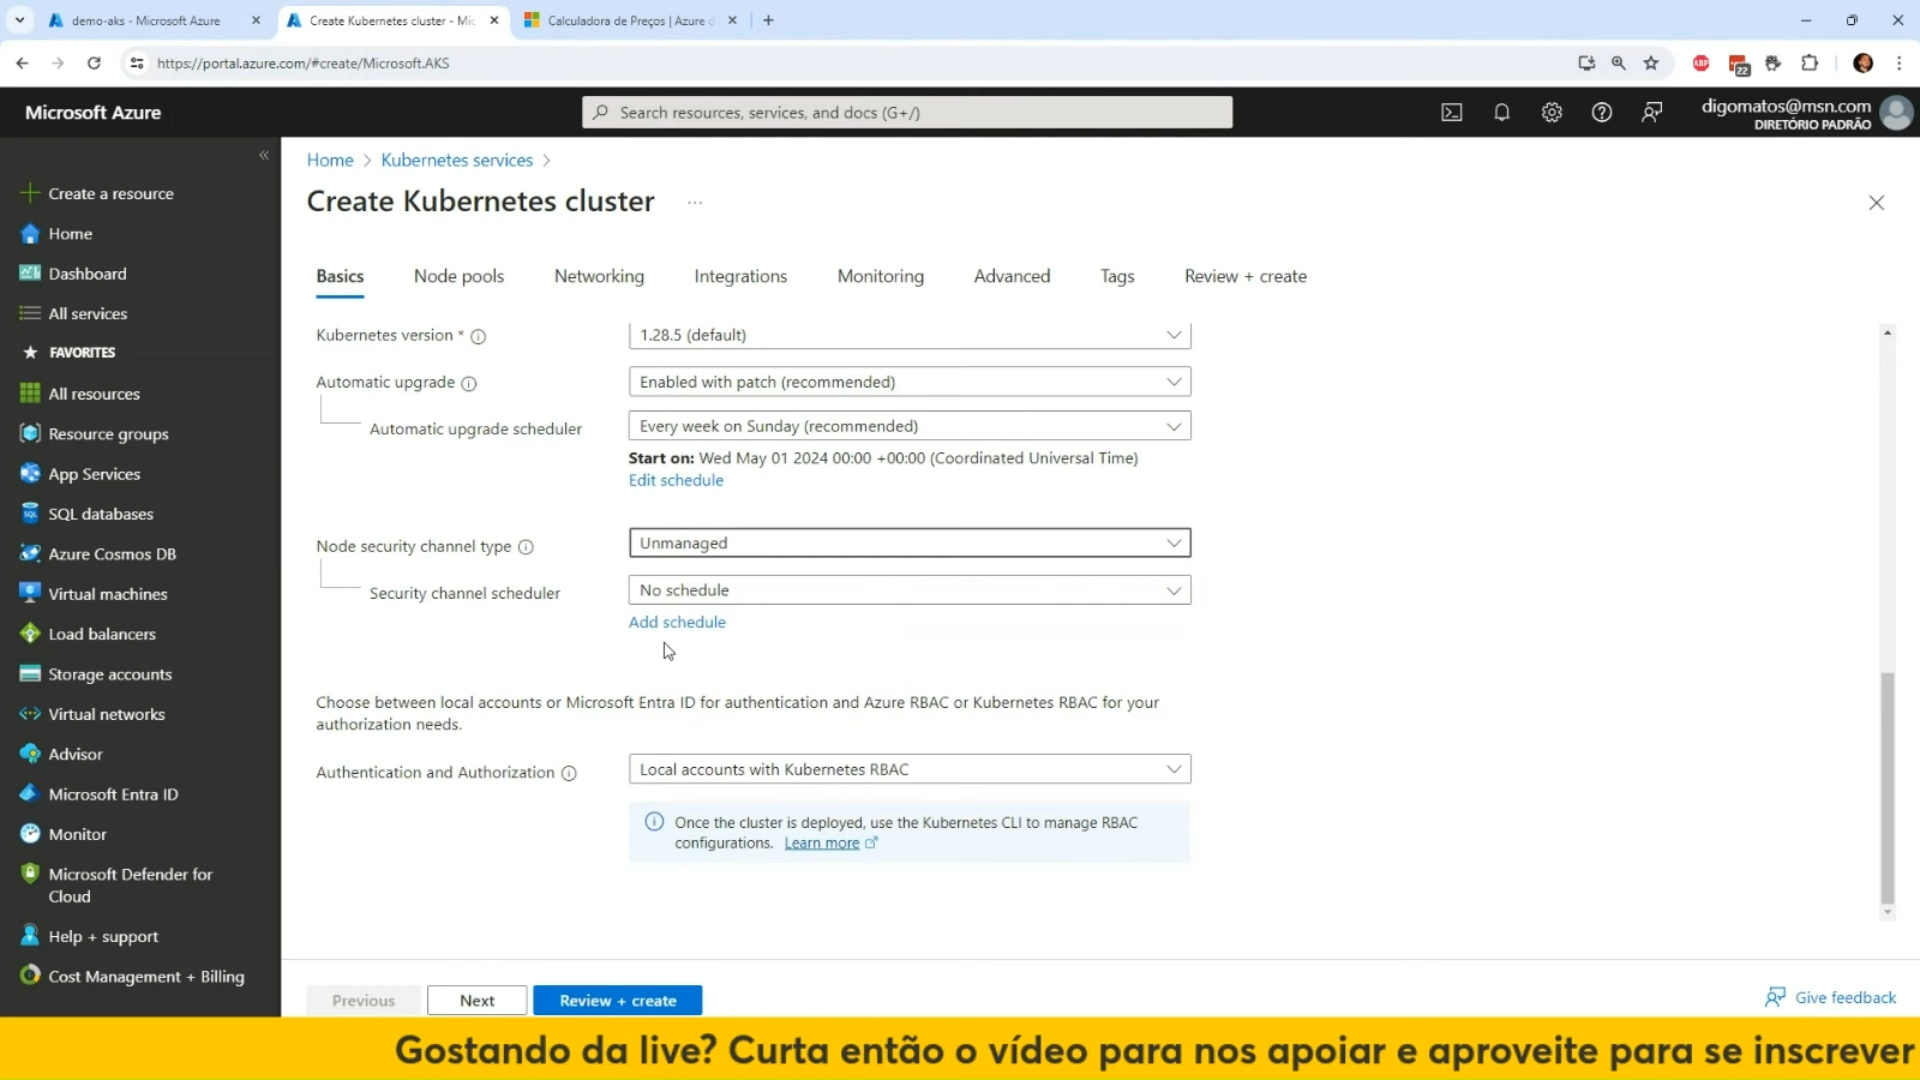 demo-aks - Microsoft Azure
Create Kubernetes cluster - Mic
Calculadora de Preços | Azure d
https://portal.azure.com/#create/Microsoft.AKS
ABP
22
Microsoft Azure
Search resources, services, and docs (G+/)
digomatos@msn.com
DIRETÓRIO PADRÃO
Create a resource
Home
Dashboard
All services
FAVORITES
All resources
Resource groups
App Services
SQL databases
Azure Cosmos DB
Virtual machines
Load balancers
Storage accounts
Virtual networks
Advisor
Microsoft Entra ID
Monitor
Microsoft Defender for
Cloud
Help + support
Cost Management + Billing
Home > Kubernetes services >
Create Kubernetes cluster ...
Basics Node pools Networking Integrations Monitoring Advanced Tags Review + create
Kubernetes version * 1.28.5 (default)
Automatic upgrade Enabled with patch (recommended)
Automatic upgrade scheduler Every week on Sunday (recommended)
Start on: Wed May 01 2024 00:00 +00:00 (Coordinated Universal Time)
Edit schedule
Node security channel type Unmanaged
Security channel scheduler No schedule
Add schedule
Choose between local accounts or Microsoft Entra ID for authentication and Azure RBAC or Kubernetes RBAC for your
authorization needs.
Authentication and Authorization Local accounts with Kubernetes RBAC
Once the cluster is deployed, use the Kubernetes CLI to manage RBAC
configurations. Learn more
Previous Next Review + create
Give feedback
Gostando da live? Curta então o vídeo para nos apoiar e aproveite para se inscrever